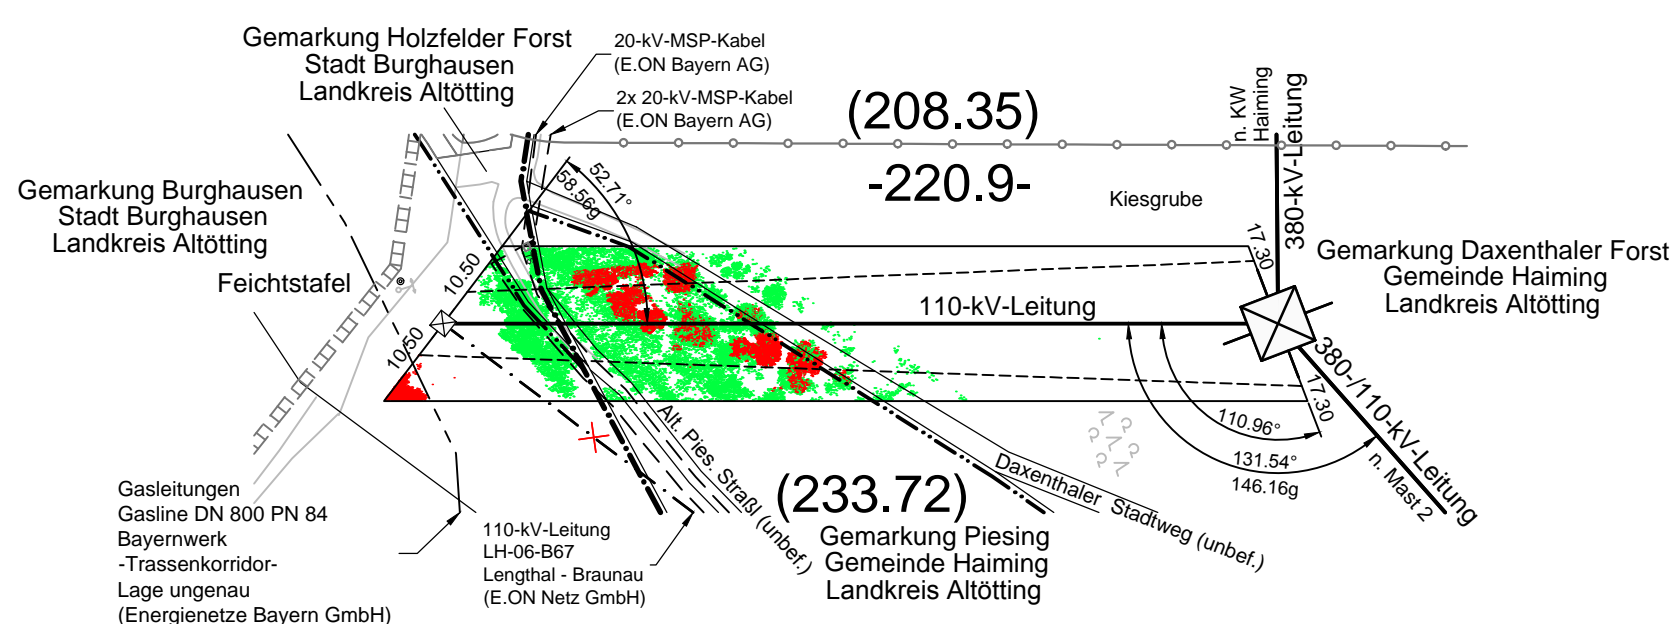 Gemarkung Holzfelder Forst
Stadt Burghausen
Landkreis Altötting
20-kV-MSP-Kabel
(E.ON Bayern AG)
2x 20-kV-MSP-Kabel
(E.ON Bayern AG)
(208.35)
-220.9-
n. KW
Haiming
380-kV-Leitung
Kiesgrube
Gemarkung Burghausen
Stadt Burghausen
Landkreis Altötting
Feichtstafel
52.71°
58.56g
10.50
10.50
110-kV-Leitung
17.30
17.30
Gemarkung Daxenthaler Forst
Gemeinde Haiming
Landkreis Altötting
380-/110-kV-Leitung
n. Mast 2
110.96°
131.54°
146.16g
Alt. Pies. Straßl (unbef.)
Daxenthaler Stadtweg (unbef.)
(233.72)
Gemarkung Piesing
Gemeinde Haiming
Landkreis Altötting
Gasleitungen
Gasline DN 800 PN 84
Bayernwerk
-Trassenkorridor-
Lage ungenau
(Energienetze Bayern GmbH)
110-kV-Leitung
LH-06-B67
Lengthal - Braunau
(E.ON Netz GmbH)